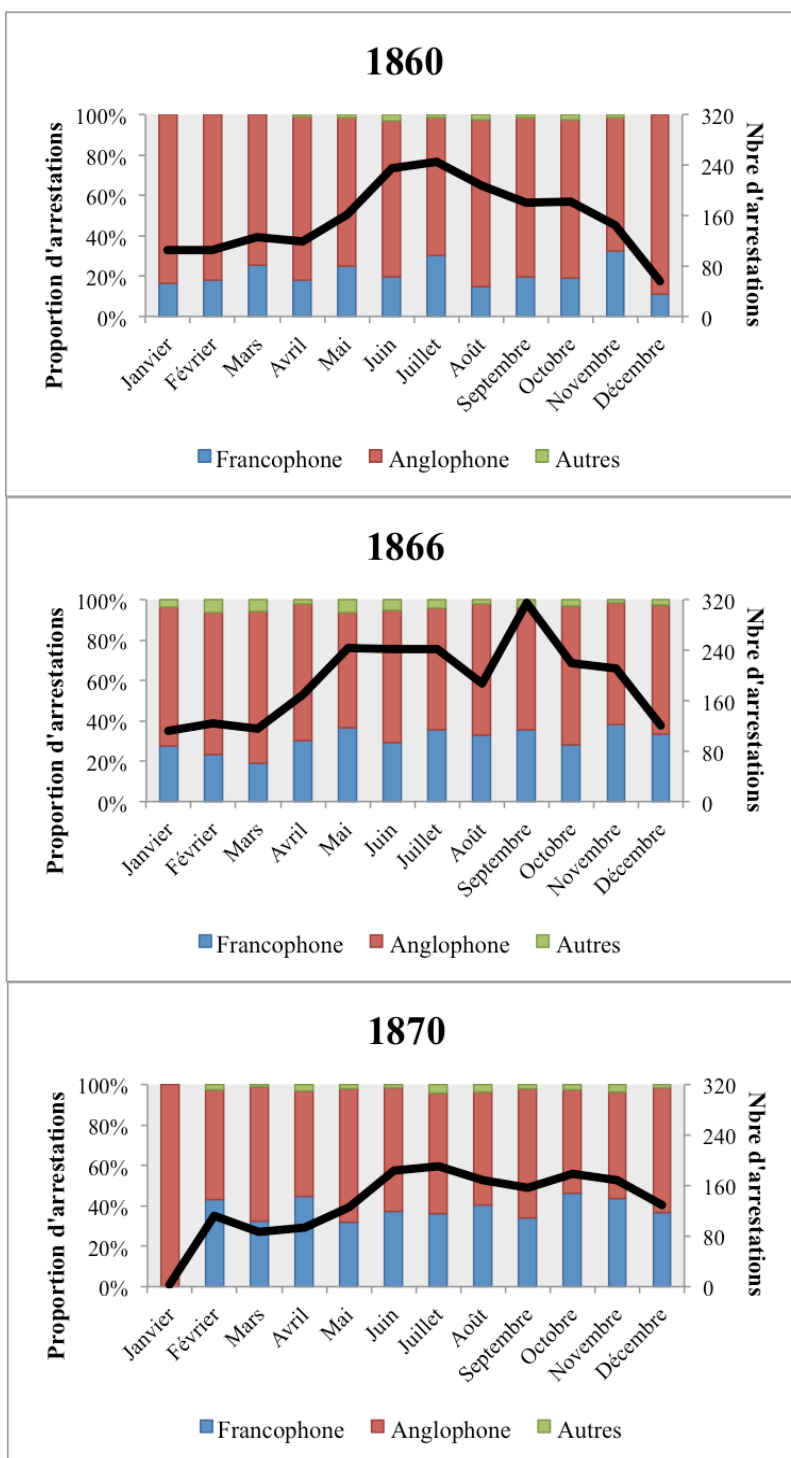 1860
100%
80%
60%
40%
20%
0%
Proportion d'arrestations
320
240
160
80
0
Nbre d'arrestations
Janvier
Février
Mars
Avril
Mai
Juin
Juillet
Août
Septembre
Octobre
Novembre
Décembre
Francophone Anglophone Autres
1866
100%
80%
60%
40%
20%
0%
Proportion d'arrestations
320
240
160
80
0
Nbre d'arrestations
Janvier
Février
Mars
Avril
Mai
Juin
Juillet
Août
Septembre
Octobre
Novembre
Décembre
Francophone Anglophone Autres
1870
100%
80%
60%
40%
20%
0%
Proportion d'arrestations
320
240
160
80
0
Nbre d'arrestations
Janvier
Février
Mars
Avril
Mai
Juin
Juillet
Août
Septembre
Octobre
Novembre
Décembre
Francophone Anglophone Autres